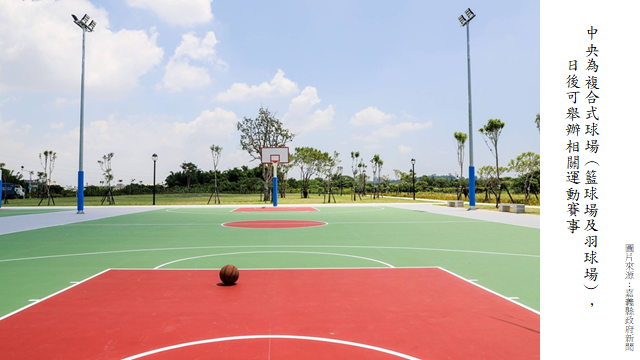 中央為複合式球場(籃球場及羽球場),
日後可舉辦相關運動賽事
圖片來源:嘉義縣政府新聞